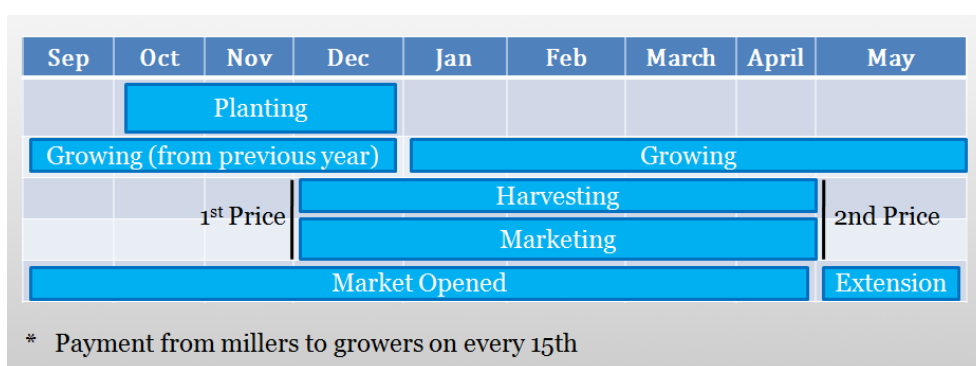 Sep Oct Nov Dec Jan Feb March April May
Planting
Growing (from previous year) Growing
Harvesting
1st Price 2nd Price
Marketing
Market Opened Extension
* Payment from millers to growers on every 15th